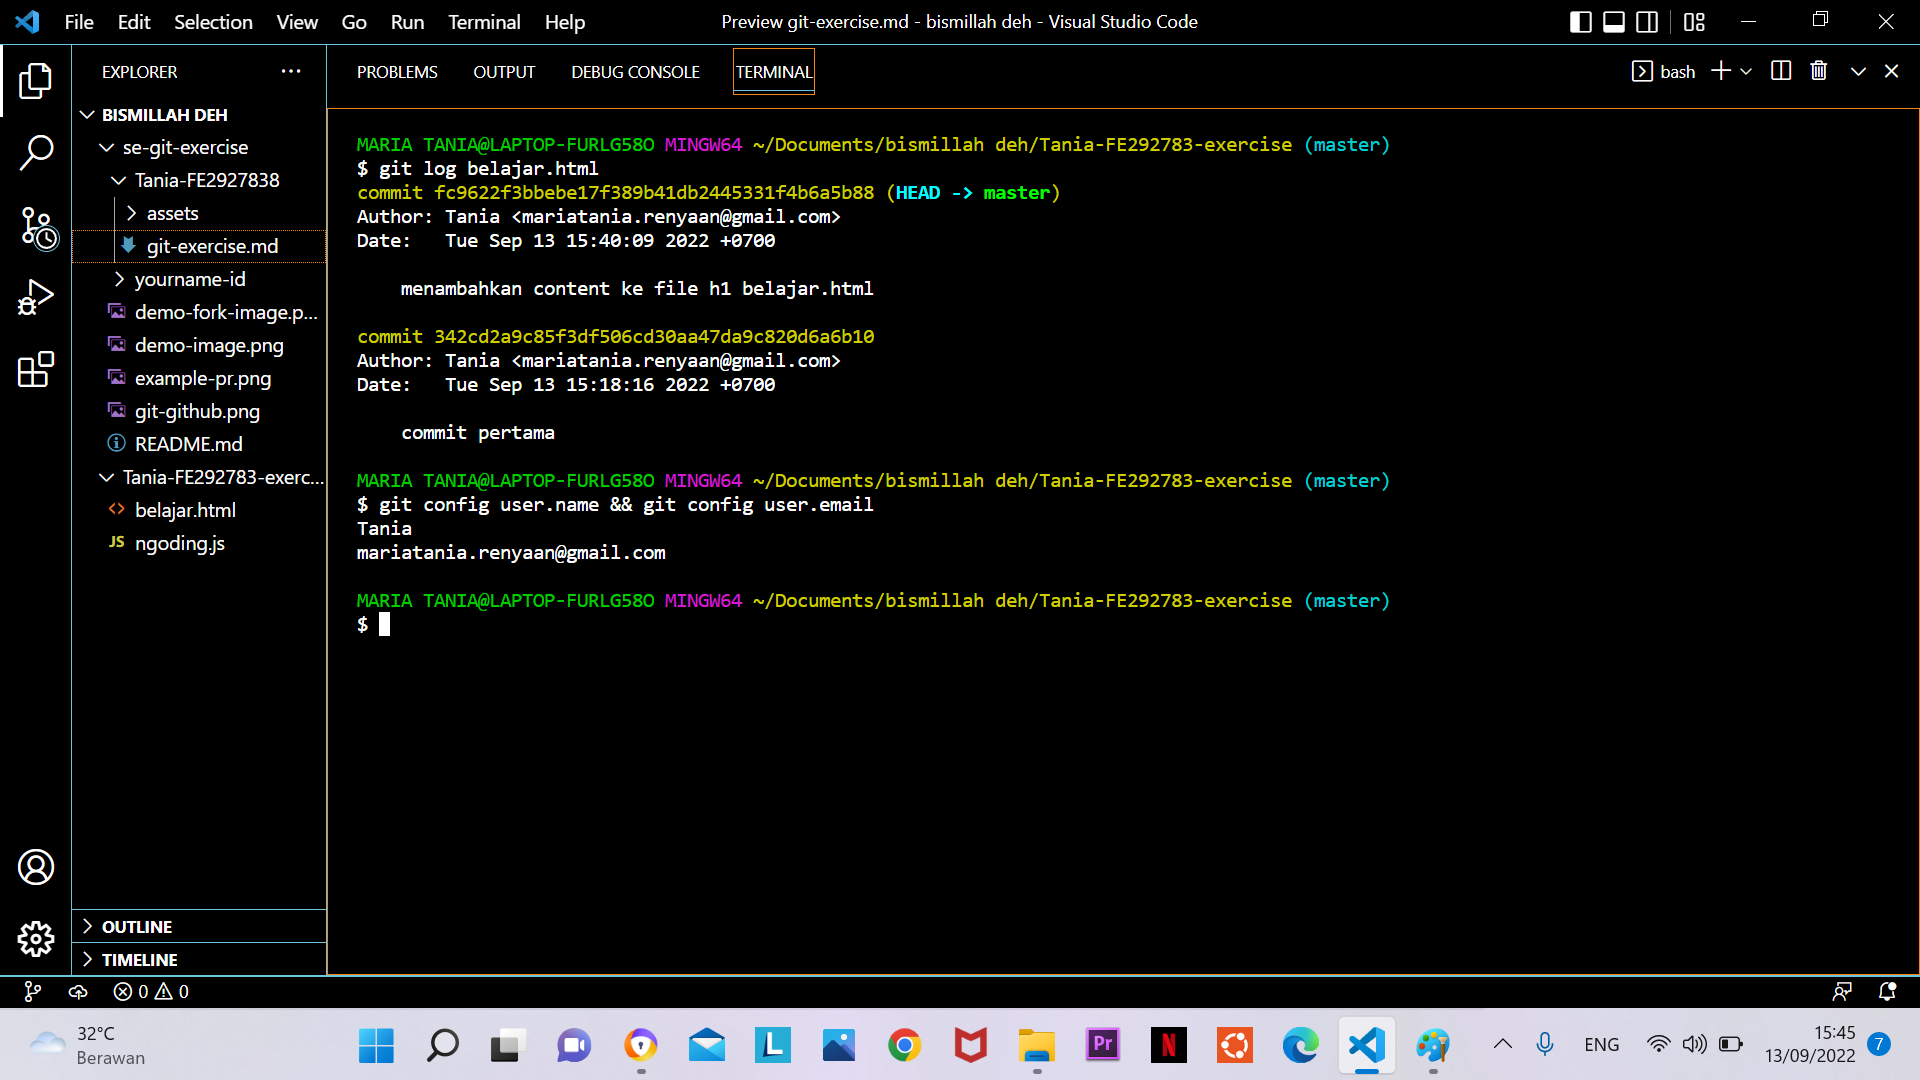 File Edit Selection View Go Run Terminal Help
Preview git-exercise.md - bismillah deh - Visual Studio Code
EXPLORER
BISMILLAH DEH
se-git-exercise
Tania-FE2927838
assets
git-exercise.md
yourname-id
demo-fork-image.p...
demo-image.png
example-pr.png
git-github.png
README.md
Tania-FE292783-exerc...
belajar.html
JS ngoding.js
OUTLINE
TIMELINE
PROBLEMS OUTPUT DEBUG CONSOLE TERMINAL
bash
MARIA TANIA@LAPTOP-FURLG58O MINGW64 ~/Documents/bismillah deh/Tania-FE292783-exercise (master)
$ git log belajar.html
commit fc9622f3bbebe17f389b41db2445331f4b6a5b88 (HEAD -> master)
Author: Tania <mariatania.renyaan@gmail.com>
Date:   Tue Sep 13 15:40:09 2022 +0700
menambahkan content ke file h1 belajar.html
commit 342cd2a9c85f3df506cd30aa47da9c820d6a6b10
Author: Tania <mariatania.renyaan@gmail.com>
Date:   Tue Sep 13 15:18:16 2022 +0700
commit pertama
MARIA TANIA@LAPTOP-FURLG58O MINGW64 ~/Documents/bismillah deh/Tania-FE292783-exercise (master)
$ git config user.name && git config user.email
Tania
mariatania.renyaan@gmail.com
MARIA TANIA@LAPTOP-FURLG58O MINGW64 ~/Documents/bismillah deh/Tania-FE292783-exercise (master)
$
0 0
32°C
Berawan
L
Pr
N
ENG
15:45
13/09/2022
7